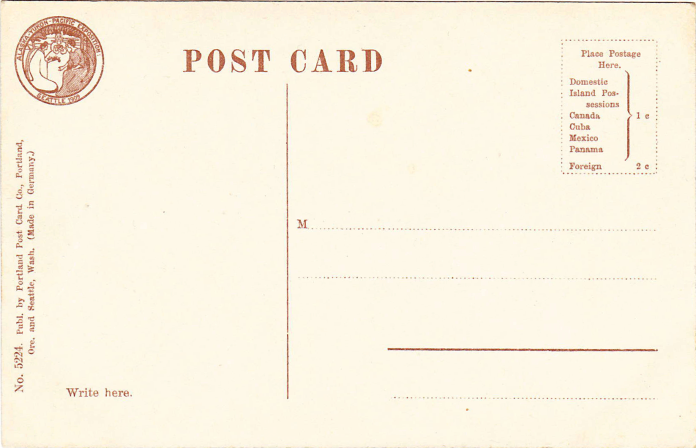 ALASKA-YUKON-PACIFIC EXPOSITION
SEATTLE 1909
POST CARD
Place Postage
Here.
Domestic
Island Pos-
sessions
Canada
Cuba
Mexico
Panama
1 c
Foreign 2 c
M
No. 5224. Publ. by Portland Post Card Co., Portland,
Ore. and Seattle, Wash. (Made in Germany.)
Write here.